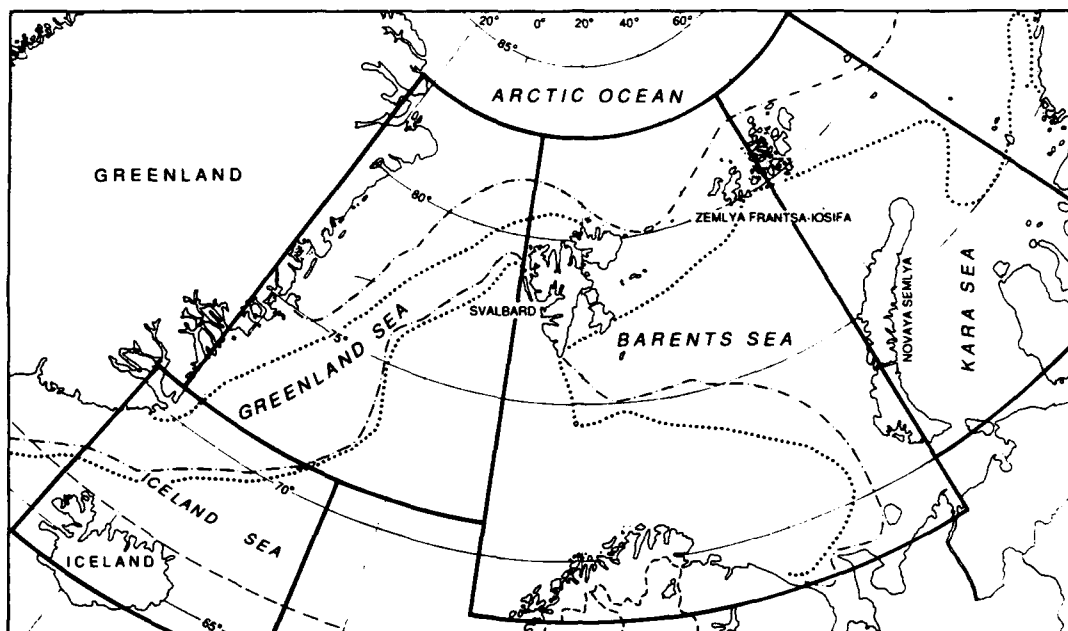 20° 0° 20° 40° 60°
85°
ARCTIC OCEAN
GREENLAND
80°
ZEMLYA FRANTSA-IOSIFA
SVALBARD
GREENLAND SEA
BARENTS SEA
NOVAYA SEMLYA
KARA SEA
70°
ICELAND SEA
ICELAND
65°